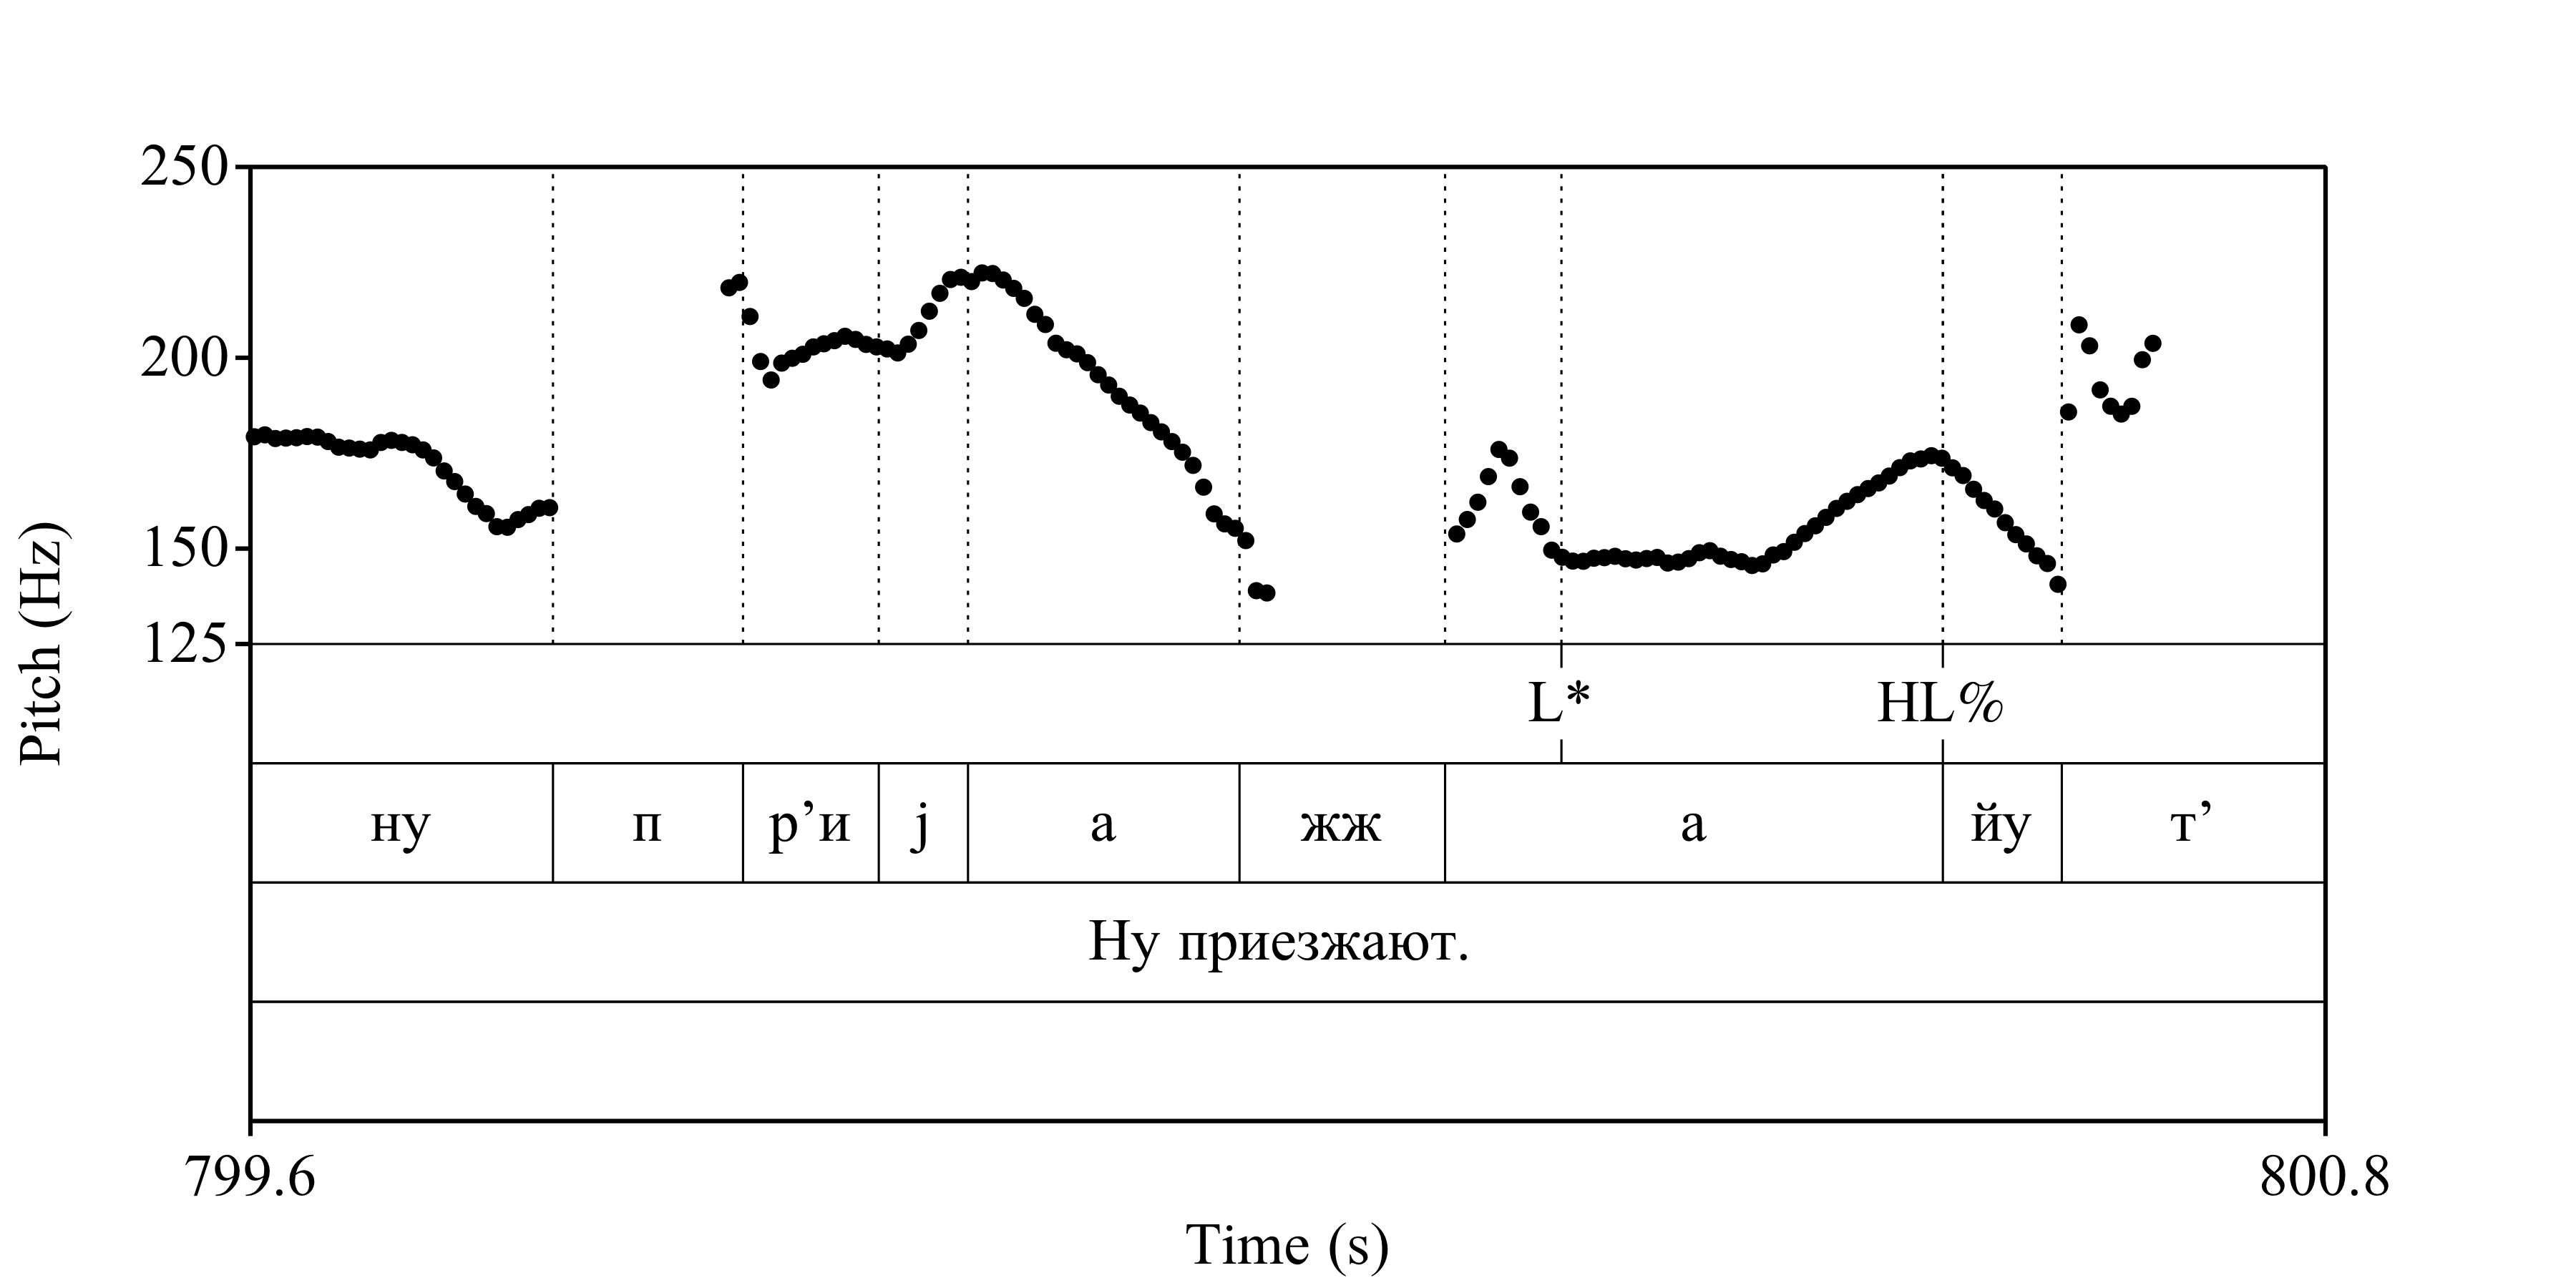 250
200
150
125
Pitch (Hz)
L* HL%
ну п р’и j а жж а йу т’
Ну приезжают.
799.6 800.8
Time (s)